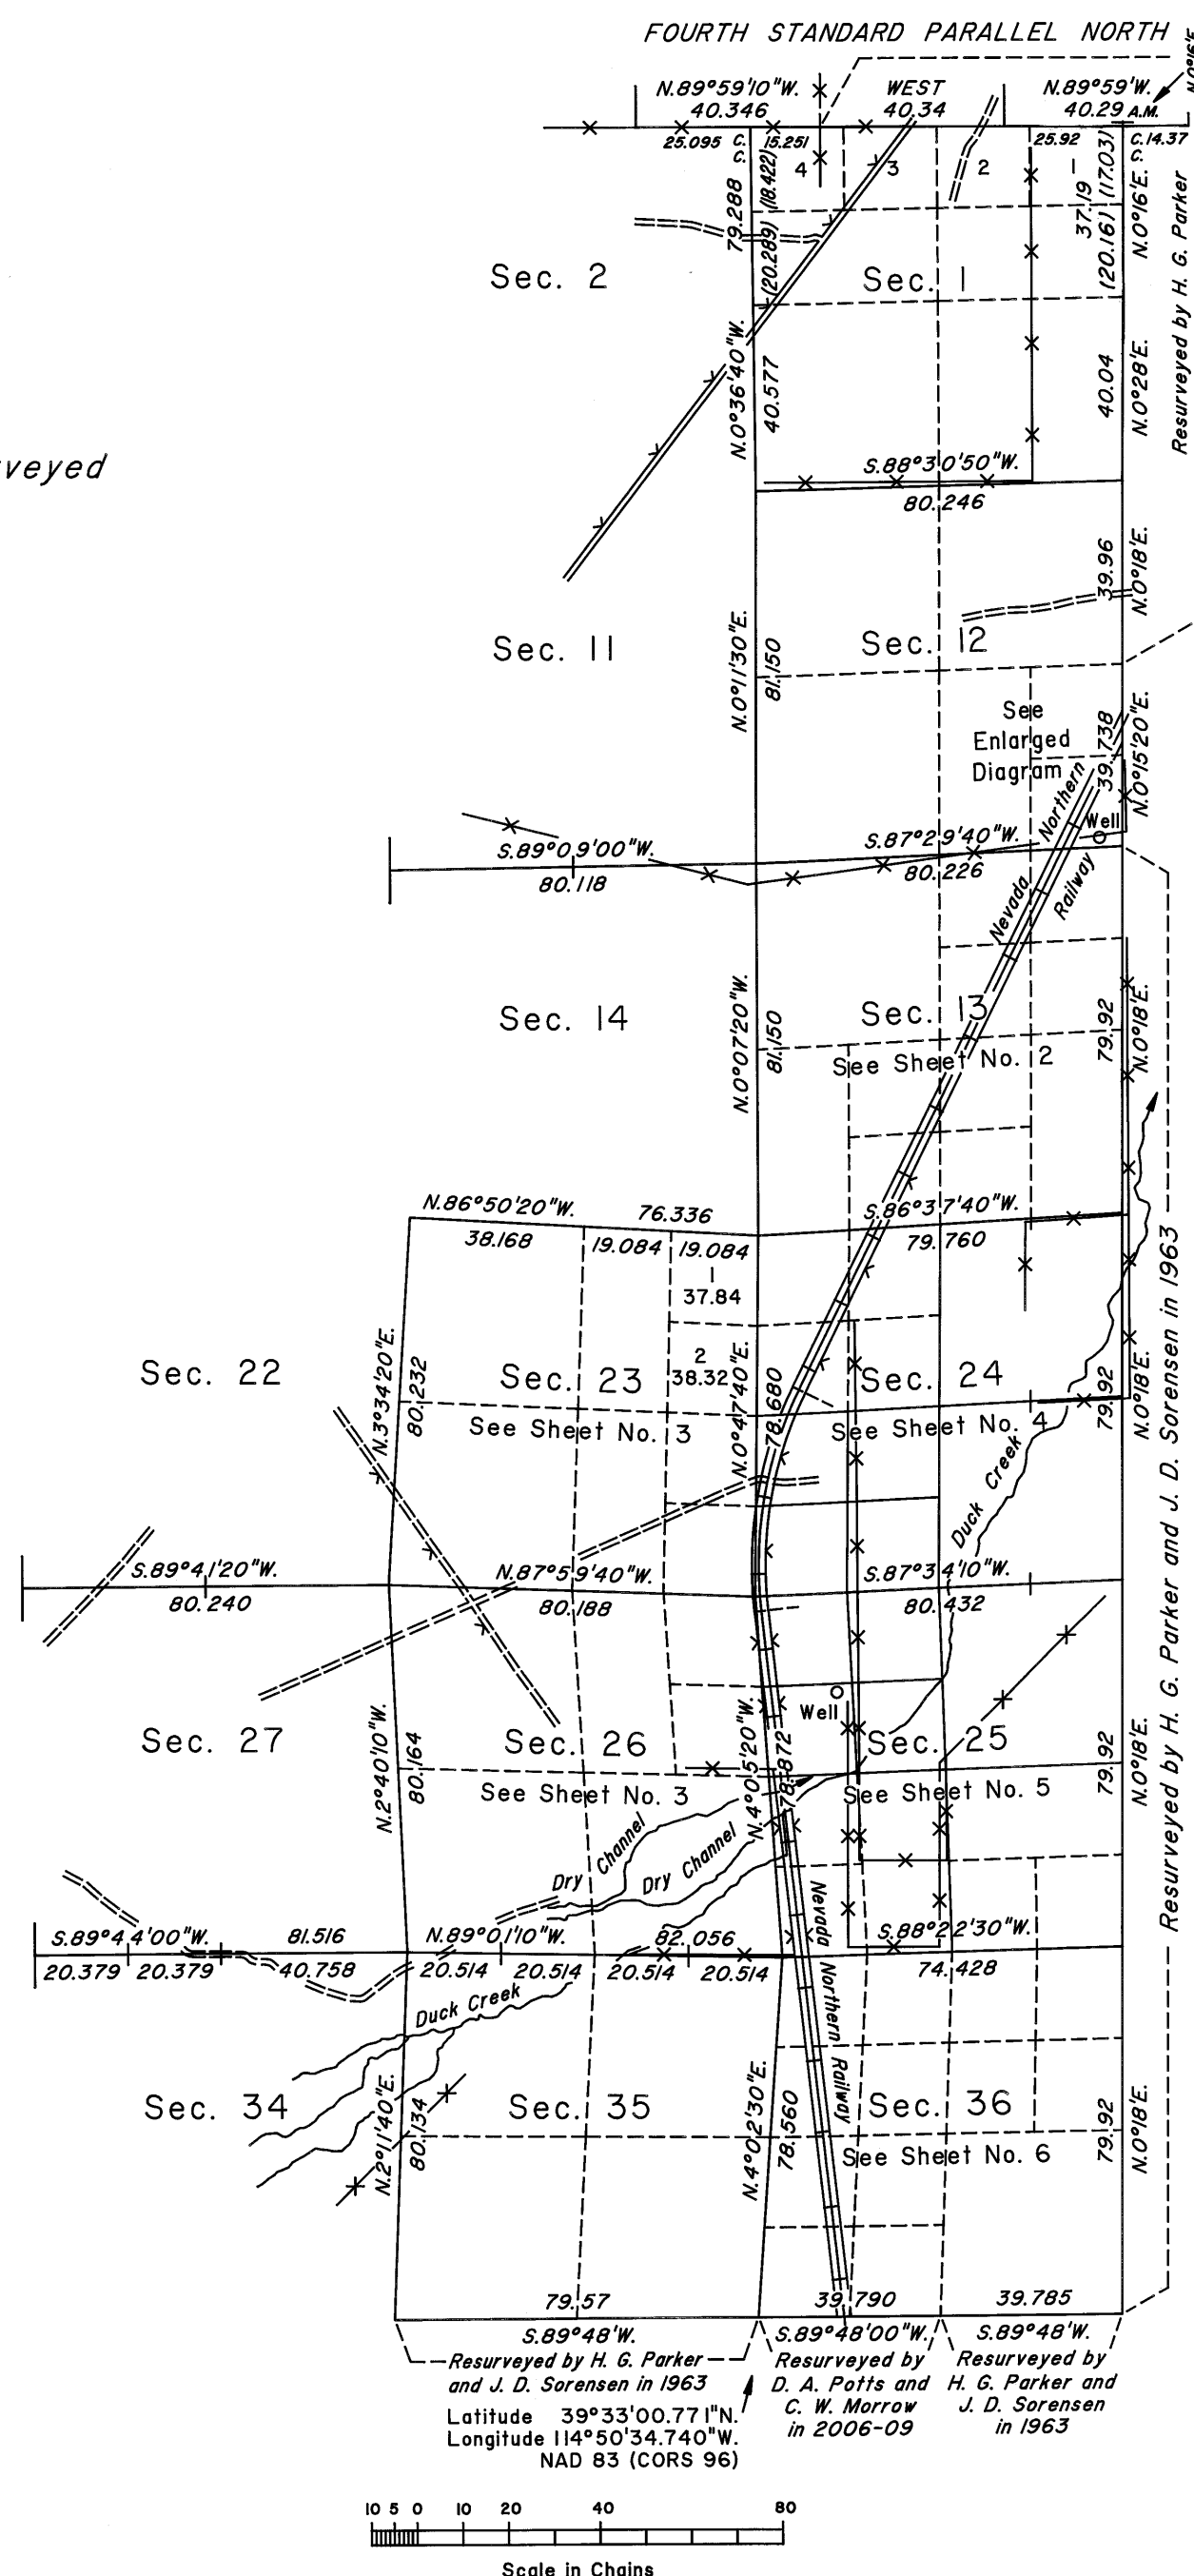 FOURTH STANDARD PARALLEL NORTH
N.0°16'E.
N.89°59'10"W. WEST N.89°59'W.
40.346 40.34 40.29 A.M.
25.095 C. 15.251 25.92 C. 14.37
C. C.
4 3 2 1
79.288 (18.422) 37.19 (17.03)
(20.289) (20.16) N.0°16'E.
Resurveyed by H. G. Parker
Sec. 2 Sec. 1
N.0°36'40"W. 40.577 40.04 N.0°28'E.
veyed
S.88°30'50"W.
80.246
39.96 N.0°18'E.
Sec. 11 N.0°11'30"E. 81.150 Sec. 12
See
Enlarged
Diagram
39.738 N.0°15'20"E.
Well
Nevada Northern
Railway
S.89°09'00"W. S.87°29'40"W.
80.118 80.226
Sec. 14 Sec. 13
N.0°07'20"W. 81.150 79.92 N.0°18'E.
See Sheet No. 2
N.86°50'20"W. 76.336 S.86°37'40"W.
38.168 19.084 19.084 79.760
1
37.84
2
38.32
Sec. 22 Sec. 23 Sec. 24
N.3°34'20"E. 80.232 N.0°47'40"E. 78.680 79.92 N.0°18'E.
See Sheet No. 3 See Sheet No. 4
Duck Creek
Resurveyed by H. G. Parker and J. D. Sorensen in 1963
S.89°41'20"W. N.87°59'40"W. S.87°34'10"W.
80.240 80.188 80.432
Well
Sec. 27 Sec. 26 Sec. 25
N.2°40'10"W. 80.164 N.4°05'20"W. 78.872 79.92 N.0°18'E.
See Sheet No. 3 See Sheet No. 5
Dry Channel
Dry Channel
Nevada Northern Railway
S.89°44'00"W. 81.516 N.89°01'10"W. 82.056 S.88°22'30"W.
20.379 20.379 40.758 20.514 20.514 20.514 20.514 74.428
Duck Creek
Sec. 34 Sec. 35 Sec. 36
N.2°11'40"E. 80.134 N.4°02'30"E. 78.560 79.92 N.0°18'E.
See Sheet No. 6
79.57 39.790 39.785
S.89°48'W. S.89°48'00"W. S.89°48'W.
Resurveyed by H. G. Parker
and J. D. Sorensen in 1963
Resurveyed by
D. A. Potts and
C. W. Morrow
in 2006-09
Resurveyed by
H. G. Parker and
J. D. Sorensen
in 1963
Latitude 39°33'00.771"N.
Longitude 114°50'34.740"W.
NAD 83 (CORS 96)
10 5 0 10 20 40 80
Scale in Chains